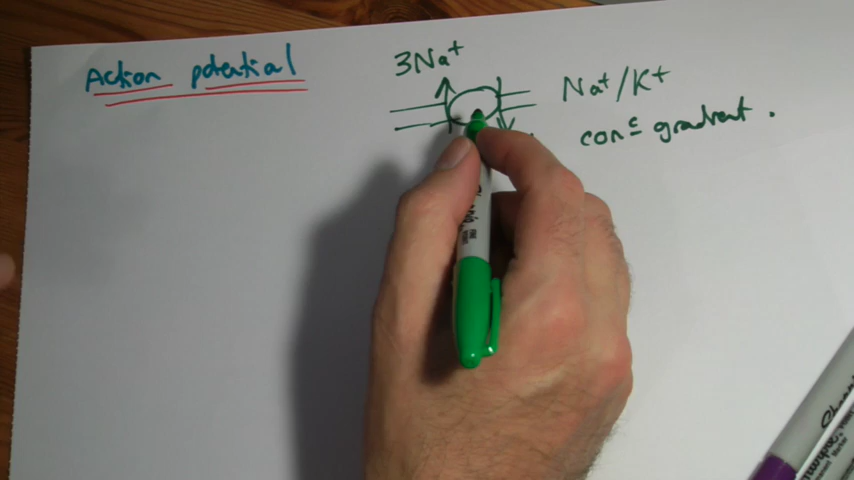 Action potential
3Na⁺
Na⁺/K⁺
conᶜ gradient.